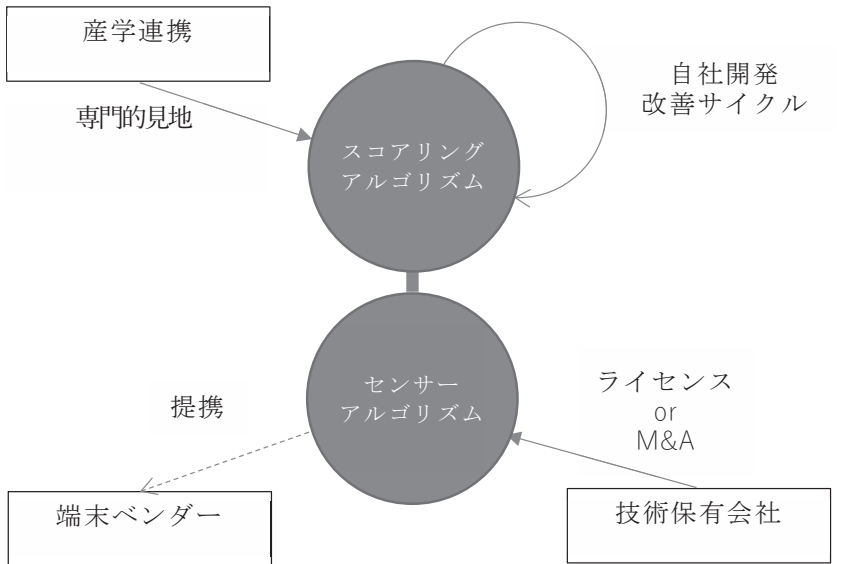 産学連携
専門的見地
自社開発
改善サイクル
スコアリング
アルゴリズム
センサー
アルゴリズム
提携
ライセンス
or
M&A
端末ベンダー
技術保有会社